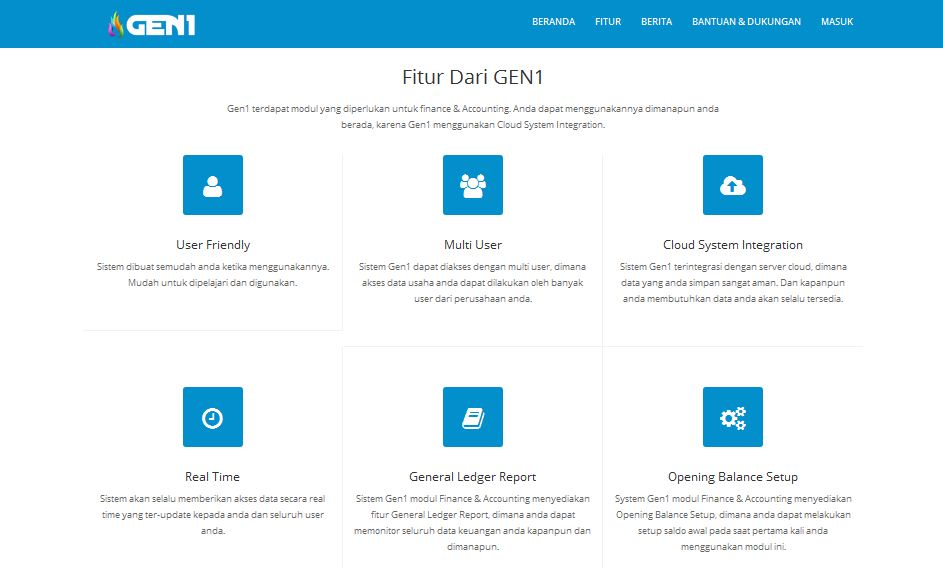 GEN1
BERANDA FITUR BERITA BANTUAN & DUKUNGAN MASUK
Fitur Dari GEN1
Gen1 terdapat modul yang diperlukan untuk finance & Accounting. Anda dapat menggunakannya dimanapun anda
berada, karena Gen1 menggunakan Cloud System Integration.
User Friendly
Sistem dibuat semudah anda ketika menggunakannya.
Mudah untuk dipelajari dan digunakan.
Multi User
Sistem Gen1 dapat diakses dengan multi user, dimana
akses data usaha anda dapat dilakukan oleh banyak
user dari perusahaan anda.
Cloud System Integration
Sistem Gen1 terintegrasi dengan server cloud, dimana
data yang anda simpan sangat aman. Dan kapanpun
anda membutuhkan data anda akan selalu tersedia.
Real Time
Sistem akan selalu memberikan akses data secara real
time yang ter-update kepada anda dan seluruh user
anda.
General Ledger Report
Sistem Gen1 modul Finance & Accounting menyediakan
fitur General Ledger Report, dimana anda dapat
memonitor seluruh data keuangan anda kapanpun dan
dimanapun.
Opening Balance Setup
System Gen1 modul Finance & Accounting menyediakan
Opening Balance Setup, dimana anda dapat melakukan
setup saldo awal pada saat pertama kali anda
menggunakan modul ini.